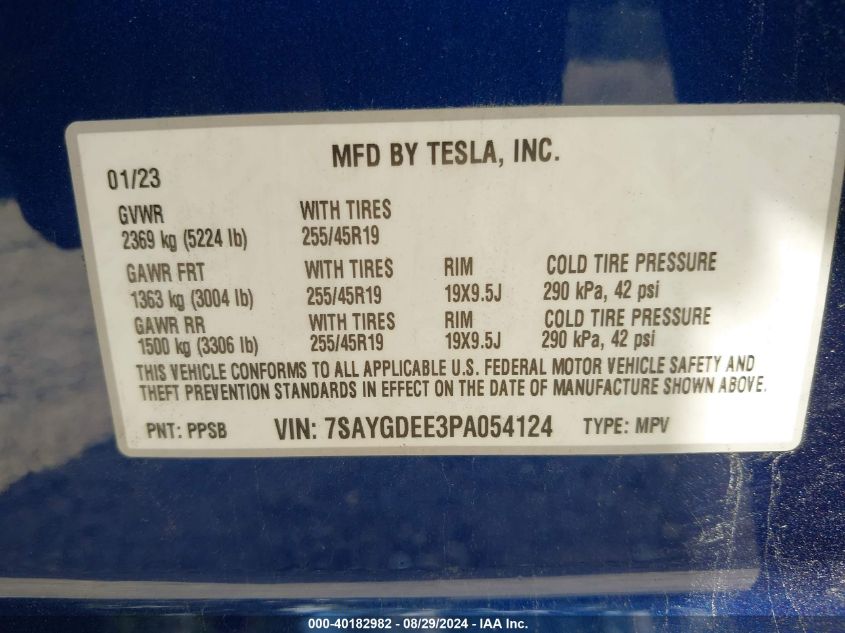 MFD BY TESLA, INC.
01/23
GVWR WITH TIRES
2369 kg (5224 lb) 255/45R19
GAWR FRT WITH TIRES RIM COLD TIRE PRESSURE
1363 kg (3004 lb) 255/45R19 19X9.5J 290 kPa, 42 psi
GAWR RR WITH TIRES RIM COLD TIRE PRESSURE
1500 kg (3306 lb) 255/45R19 19X9.5J 290 kPa, 42 psi
THIS VEHICLE CONFORMS TO ALL APPLICABLE U.S. FEDERAL MOTOR VEHICLE SAFETY AND
THEFT PREVENTION STANDARDS IN EFFECT ON THE DATE OF MANUFACTURE SHOWN ABOVE.
PNT: PPSB VIN: 7SAYGDEE3PA054124 TYPE: MPV
000-40182982 - 08/29/2024 - IAA Inc.